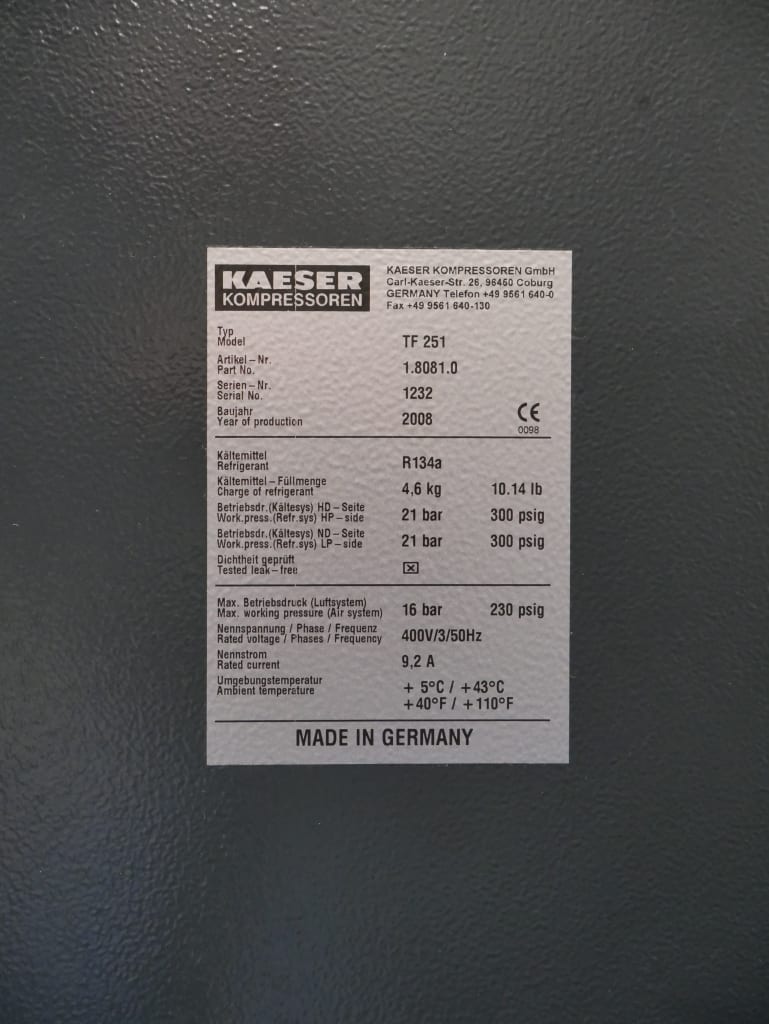 KAESER
KOMPRESSOREN
KAESER KOMPRESSOREN GmbH
Carl-Kaeser-Str. 26, 96450 Coburg
GERMANY Telefon +49 9561 640-0
Fax +49 9561 640-130
Typ
Model TF 251
Artikel – Nr.
Part No. 1.8081.0
Serien – Nr.
Serial No. 1232
Baujahr
Year of production 2008
CE
0098
Kältemittel
Refrigerant R134a
Kältemittel – Füllmenge
Charge of refrigerant 4,6 kg 10.14 lb
Betriebsdr.(Kältesys) HD – Seite
Work.press.(Refr.sys) HP – side 21 bar 300 psig
Betriebsdr.(Kältesys) ND – Seite
Work.press.(Refr.sys) LP – side 21 bar 300 psig
Dichtheit geprüft
Tested leak – free ☒
Max. Betriebsdruck (Luftsystem)
Max. working pressure (Air system) 16 bar 230 psig
Nennspannung / Phase / Frequenz
Rated voltage / Phases / Frequency 400V/3/50Hz
Nennstrom
Rated current 9,2 A
Umgebungstemperatur
Ambient temperature + 5°C / +43°C
+40°F / +110°F
MADE IN GERMANY